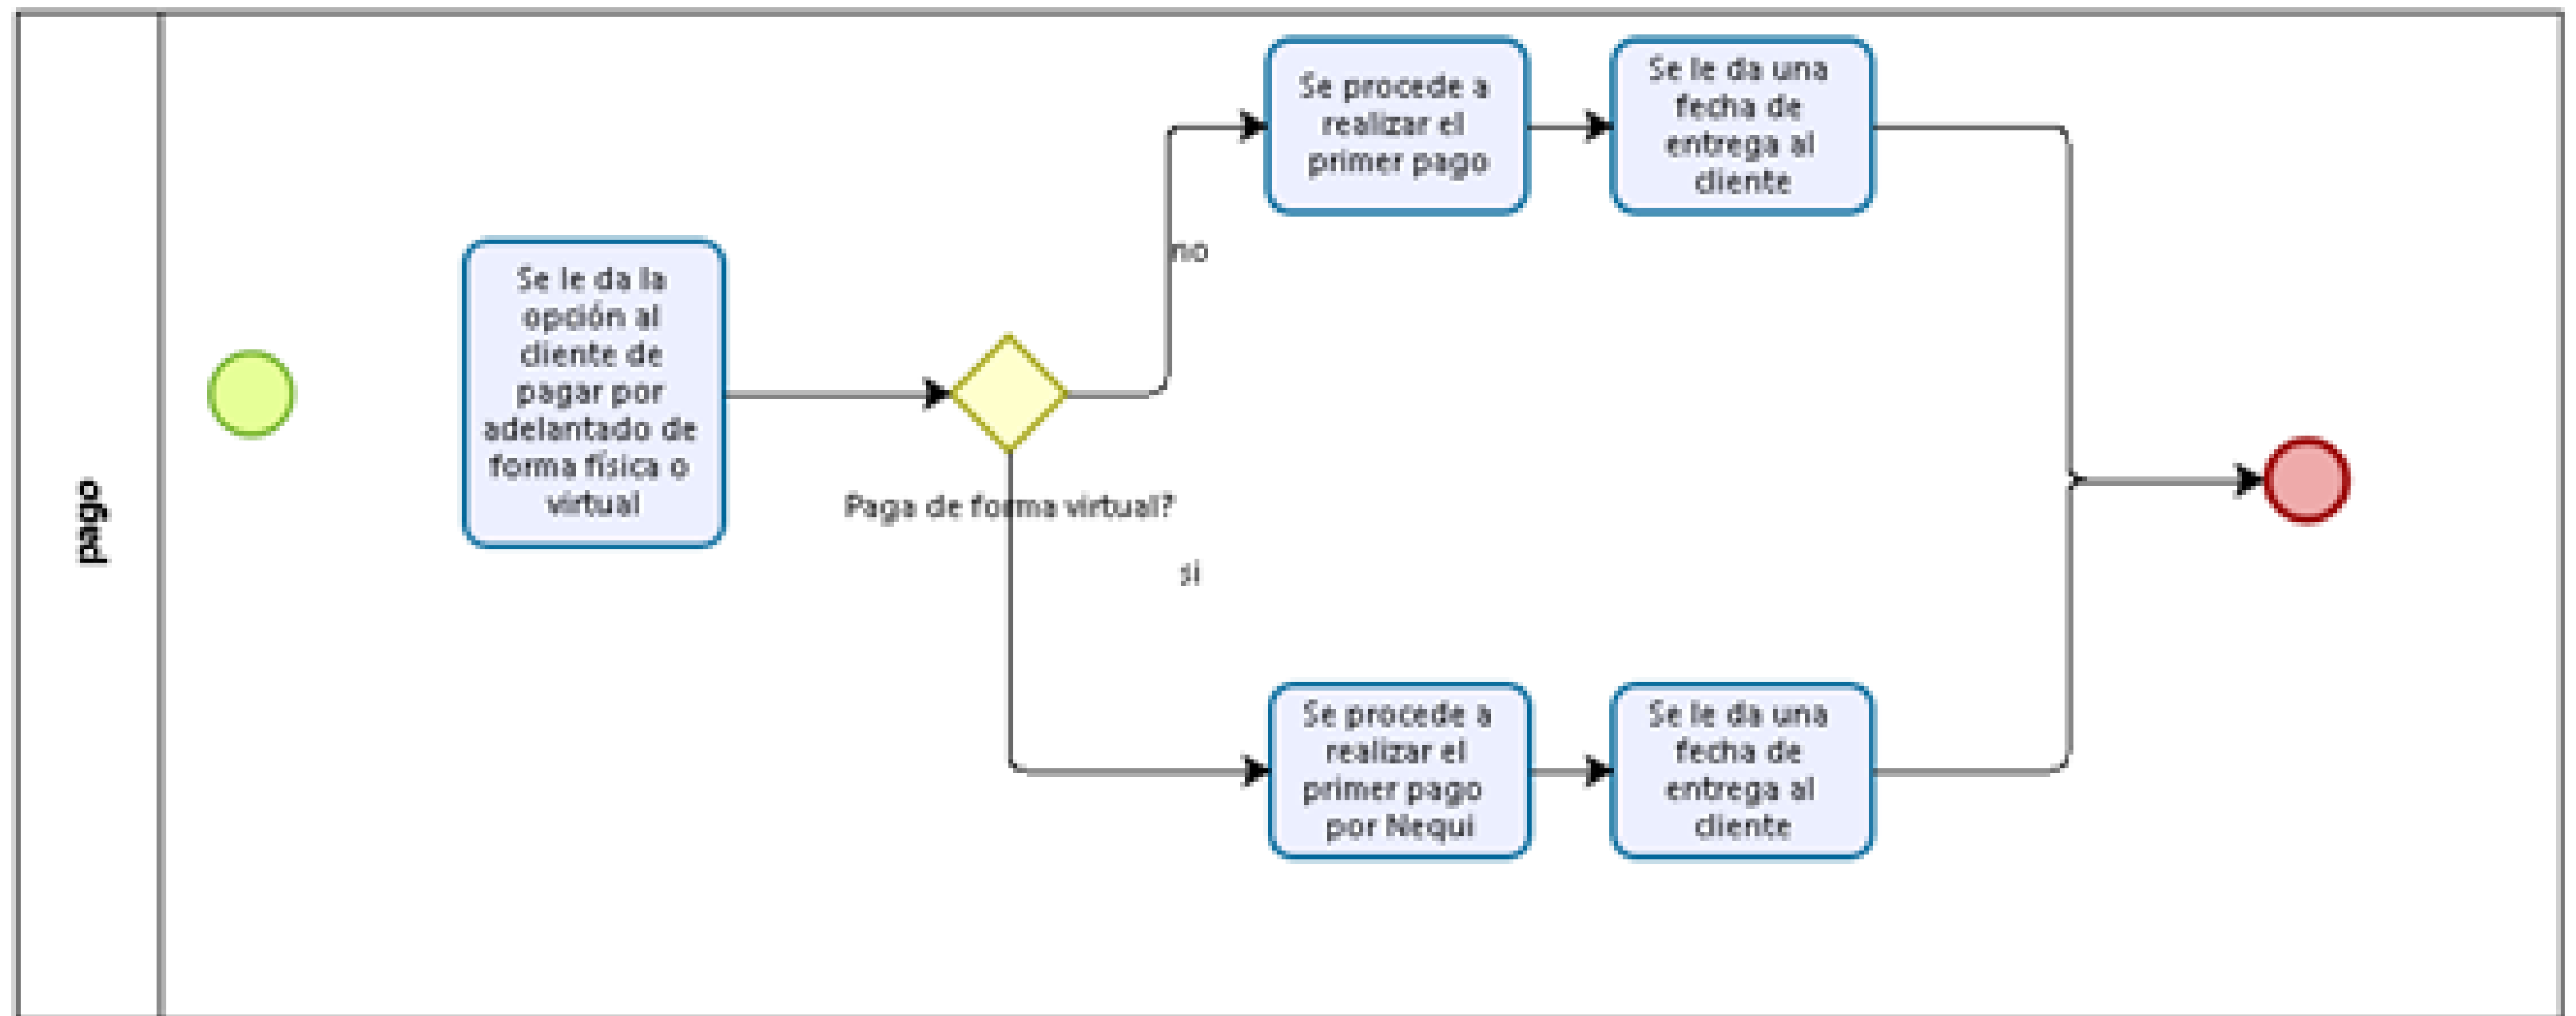 pago
Se le da la
opción al
cliente de
pagar por
adelantado de
forma física o
virtual
Paga de forma virtual?
no
si
Se procede a
realizar el
primer pago
Se le da una
fecha de
entrega al
cliente
Se procede a
realizar el
primer pago
por Nequi
Se le da una
fecha de
entrega al
cliente